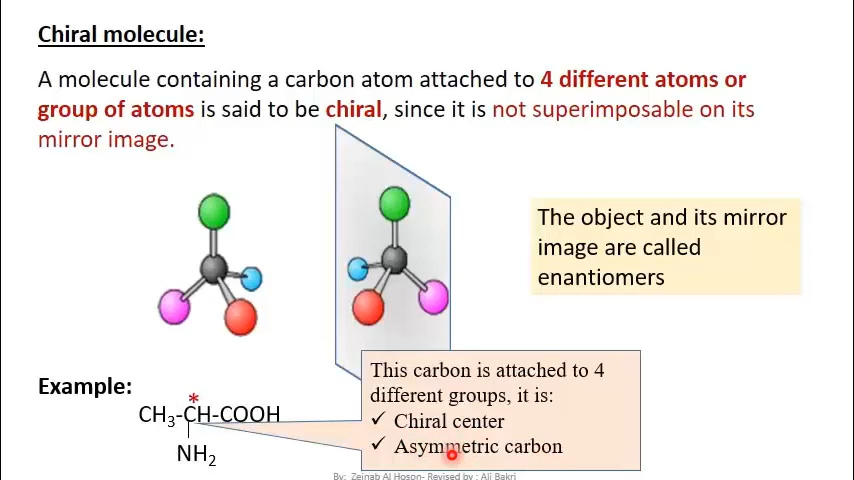 Chiral molecule:
A molecule containing a carbon atom attached to 4 different atoms or
group of atoms is said to be chiral, since it is not superimposable on its
mirror image.
The object and its mirror
image are called
enantiomers
Example:
*
CH₃-CH-COOH
NH₂
This carbon is attached to 4
different groups, it is:
✓ Chiral center
✓ Asymmetric carbon
By: Zeinab Al Hoson- Revised by : Ali Bakri